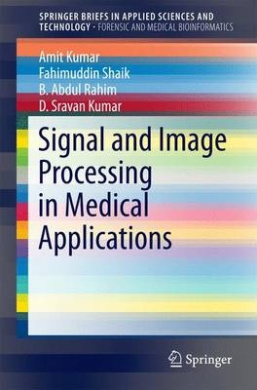 SPRINGER BRIEFS IN APPLIED SCIENCES AND
TECHNOLOGY · FORENSIC AND MEDICAL BIOINFORMATICS
Amit Kumar
Fahimuddin Shaik
B. Abdul Rahim
D. Sravan Kumar
Signal and Image
Processing
in Medical
Applications
Springer